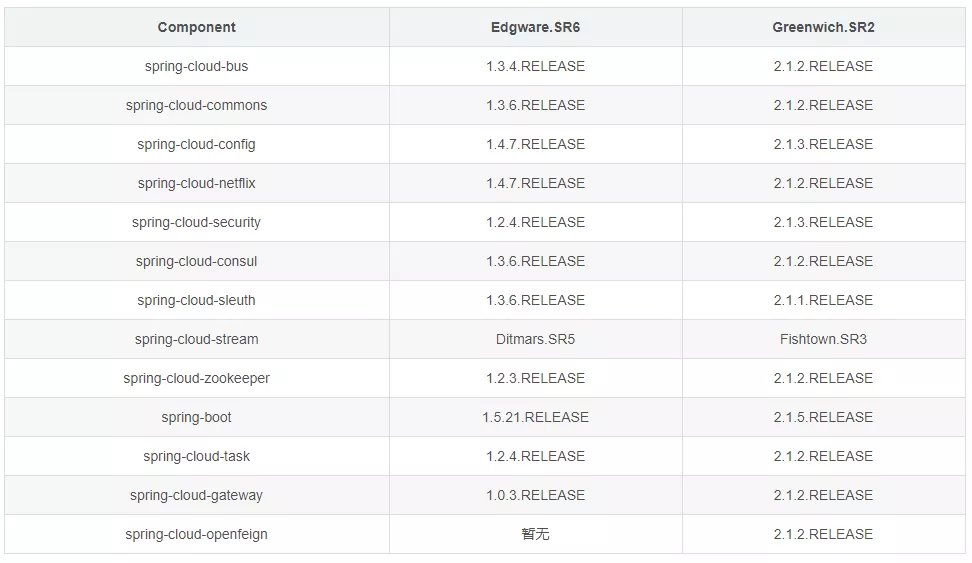 Component Edgware.SR6 Greenwich.SR2
spring-cloud-bus 1.3.4.RELEASE 2.1.2.RELEASE
spring-cloud-commons 1.3.6.RELEASE 2.1.2.RELEASE
spring-cloud-config 1.4.7.RELEASE 2.1.3.RELEASE
spring-cloud-netflix 1.4.7.RELEASE 2.1.2.RELEASE
spring-cloud-security 1.2.4.RELEASE 2.1.3.RELEASE
spring-cloud-consul 1.3.6.RELEASE 2.1.2.RELEASE
spring-cloud-sleuth 1.3.6.RELEASE 2.1.1.RELEASE
spring-cloud-stream Ditmars.SR5 Fishtown.SR3
spring-cloud-zookeeper 1.2.3.RELEASE 2.1.2.RELEASE
spring-boot 1.5.21.RELEASE 2.1.5.RELEASE
spring-cloud-task 1.2.4.RELEASE 2.1.2.RELEASE
spring-cloud-gateway 1.0.3.RELEASE 2.1.2.RELEASE
spring-cloud-openfeign 暂无 2.1.2.RELEASE